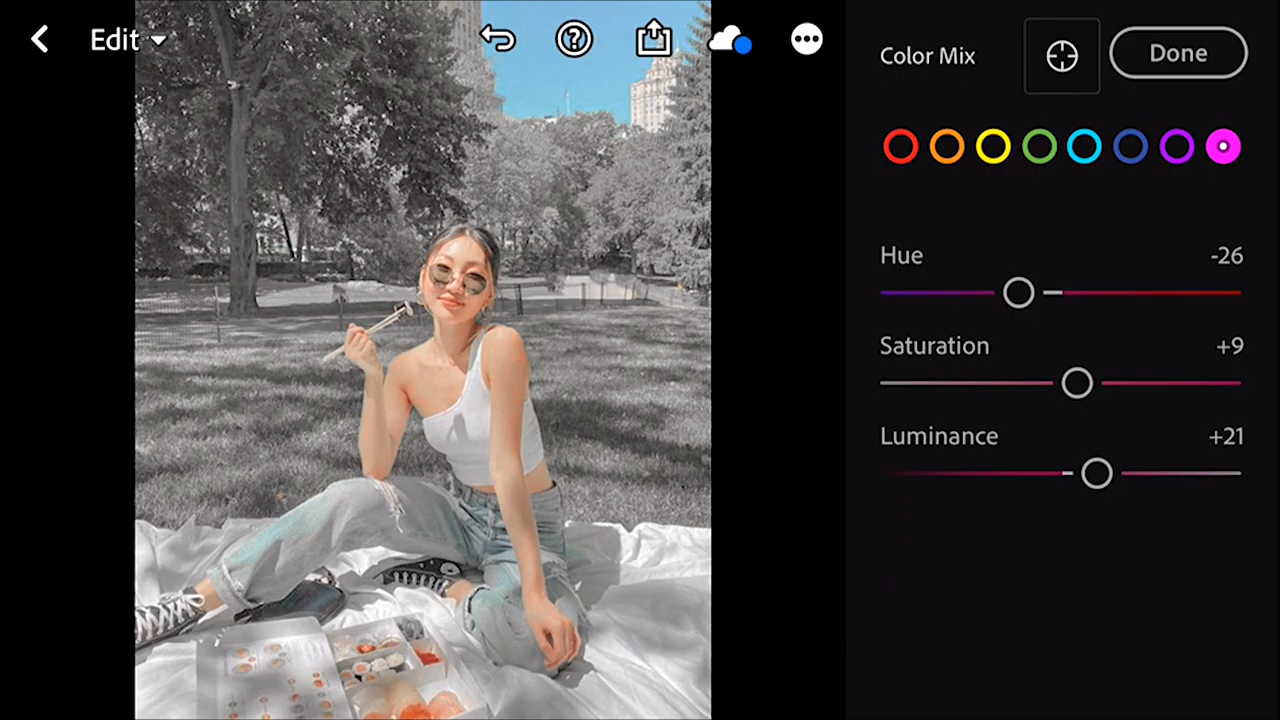 Edit
Color Mix
Done
Hue -26
Saturation +9
Luminance +21